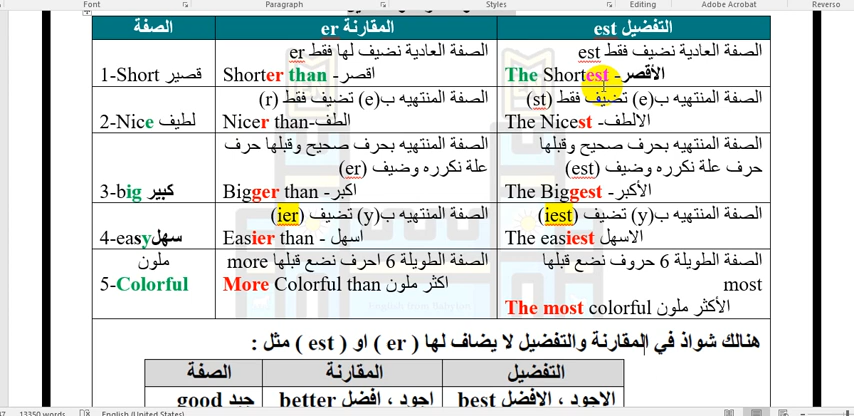 Font
Paragraph
Styles
Editing
Adobe Acrobat
Reverso
الصفة
المقارنة er
التفضيل est
1-Short قصير
الصفة العادية نضيف لها فقط er
Shorter than اقصر-
الصفة العادية نضيف فقط est
The Shortest -الأقصر
2-Nice لطيف
الصفة المنتهيه ب(e) تضيف فقط (r)
Nicer than-الطف
الصفة المنتهيه ب(e) تضيف فقط (st)
The Nicest -الالطف
3-big كبير
الصفة المنتهيه بحرف صحيح وقبلها حرف
علة نكرره وضيف (er)
Bigger than -اكبر
الصفة المنتهيه بحرف صحيح وقبلها
حرف علة نكرره وضيف (est)
The Biggest -الأكبر
4-easyسهل
الصفة المنتهيه ب(y) تضيف (ier)
Easier than - اسهل
الصفة المنتهيه ب(y) تضيف (iest)
The easiest الاسهل
ملون
5-Colorful
الصفة الطويلة 6 احرف نضع قبلها more
More Colorful than اكثر ملون
الصفة الطويلة 6 حروف نضع قبلها
most
The most colorful الأكثر ملون
English from Babylon
هنالك شواذ في المقارنة والتفضيل لا يضاف لها ( er ) او ( est ) مثل :
الصفة
المقارنة
التفضيل
جيد good
اجود ، افضل better
الاجود ، الافضل best
13350 words
English (United States)